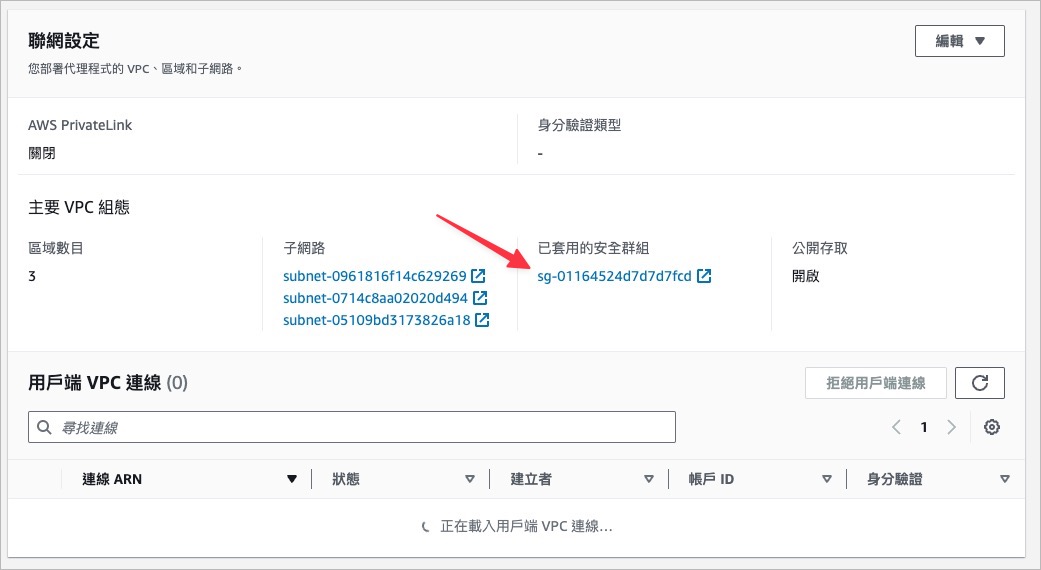 聯網設定
編輯
您部署代理程式的 VPC、區域和子網路。
AWS PrivateLink
關閉
身分驗證類型
-
主要 VPC 組態
區域數目
3
子網路
subnet-0961816f14c629269
subnet-0714c8aa02020d494
subnet-05109bd3173826a18
已套用的安全群組
sg-01164524d7d7d7fcd
公開存取
開啟
用戶端 VPC 連線 (0)
拒絕用戶端連線
尋找連線
1
連線 ARN
狀態
建立者
帳戶 ID
身分驗證
正在載入用戶端 VPC 連線...